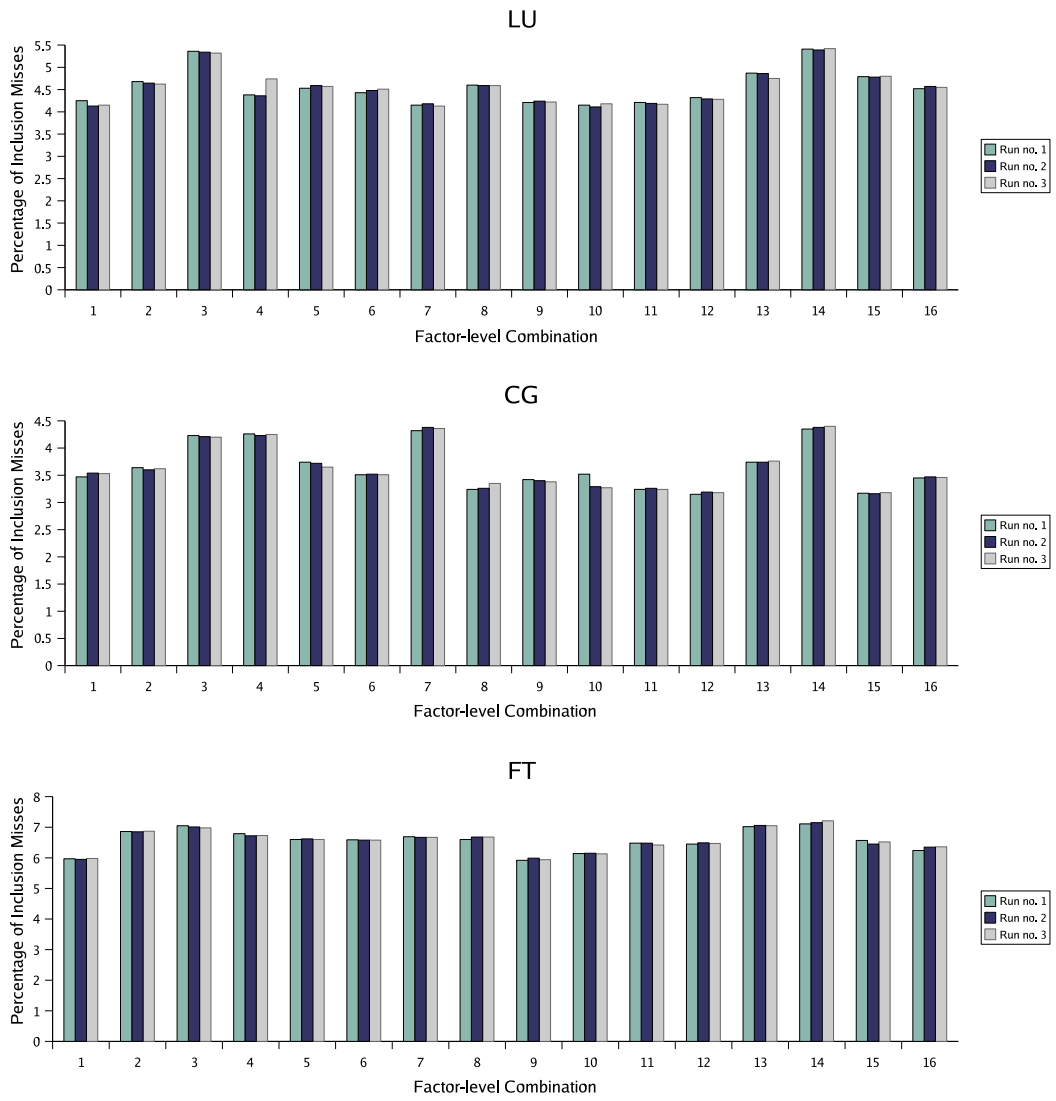 LU
Percentage of Inclusion Misses
5.5
5
4.5
4
5.5
3
2.5
2
1.5
1
0.5
0
1 2 3 4 5 6 7 8 9 10 11 12 13 14 15 16
Factor-level Combination
Run no. 1
Run no. 2
Run no. 3
CG
Percentage of Inclusion Misses
4.5
4
3.5
3
2.5
2
1.5
1
0.5
0
1 2 3 4 5 6 7 8 9 10 11 12 13 14 15 16
Factor-level Combination
Run no. 1
Run no. 2
Run no. 3
FT
Percentage of Inclusion Misses
8
7
6
5
4
3
2
1
0
1 2 3 4 5 6 7 8 9 10 11 12 13 14 15 16
Factor-level Combination
Run no. 1
Run no. 2
Run no. 3